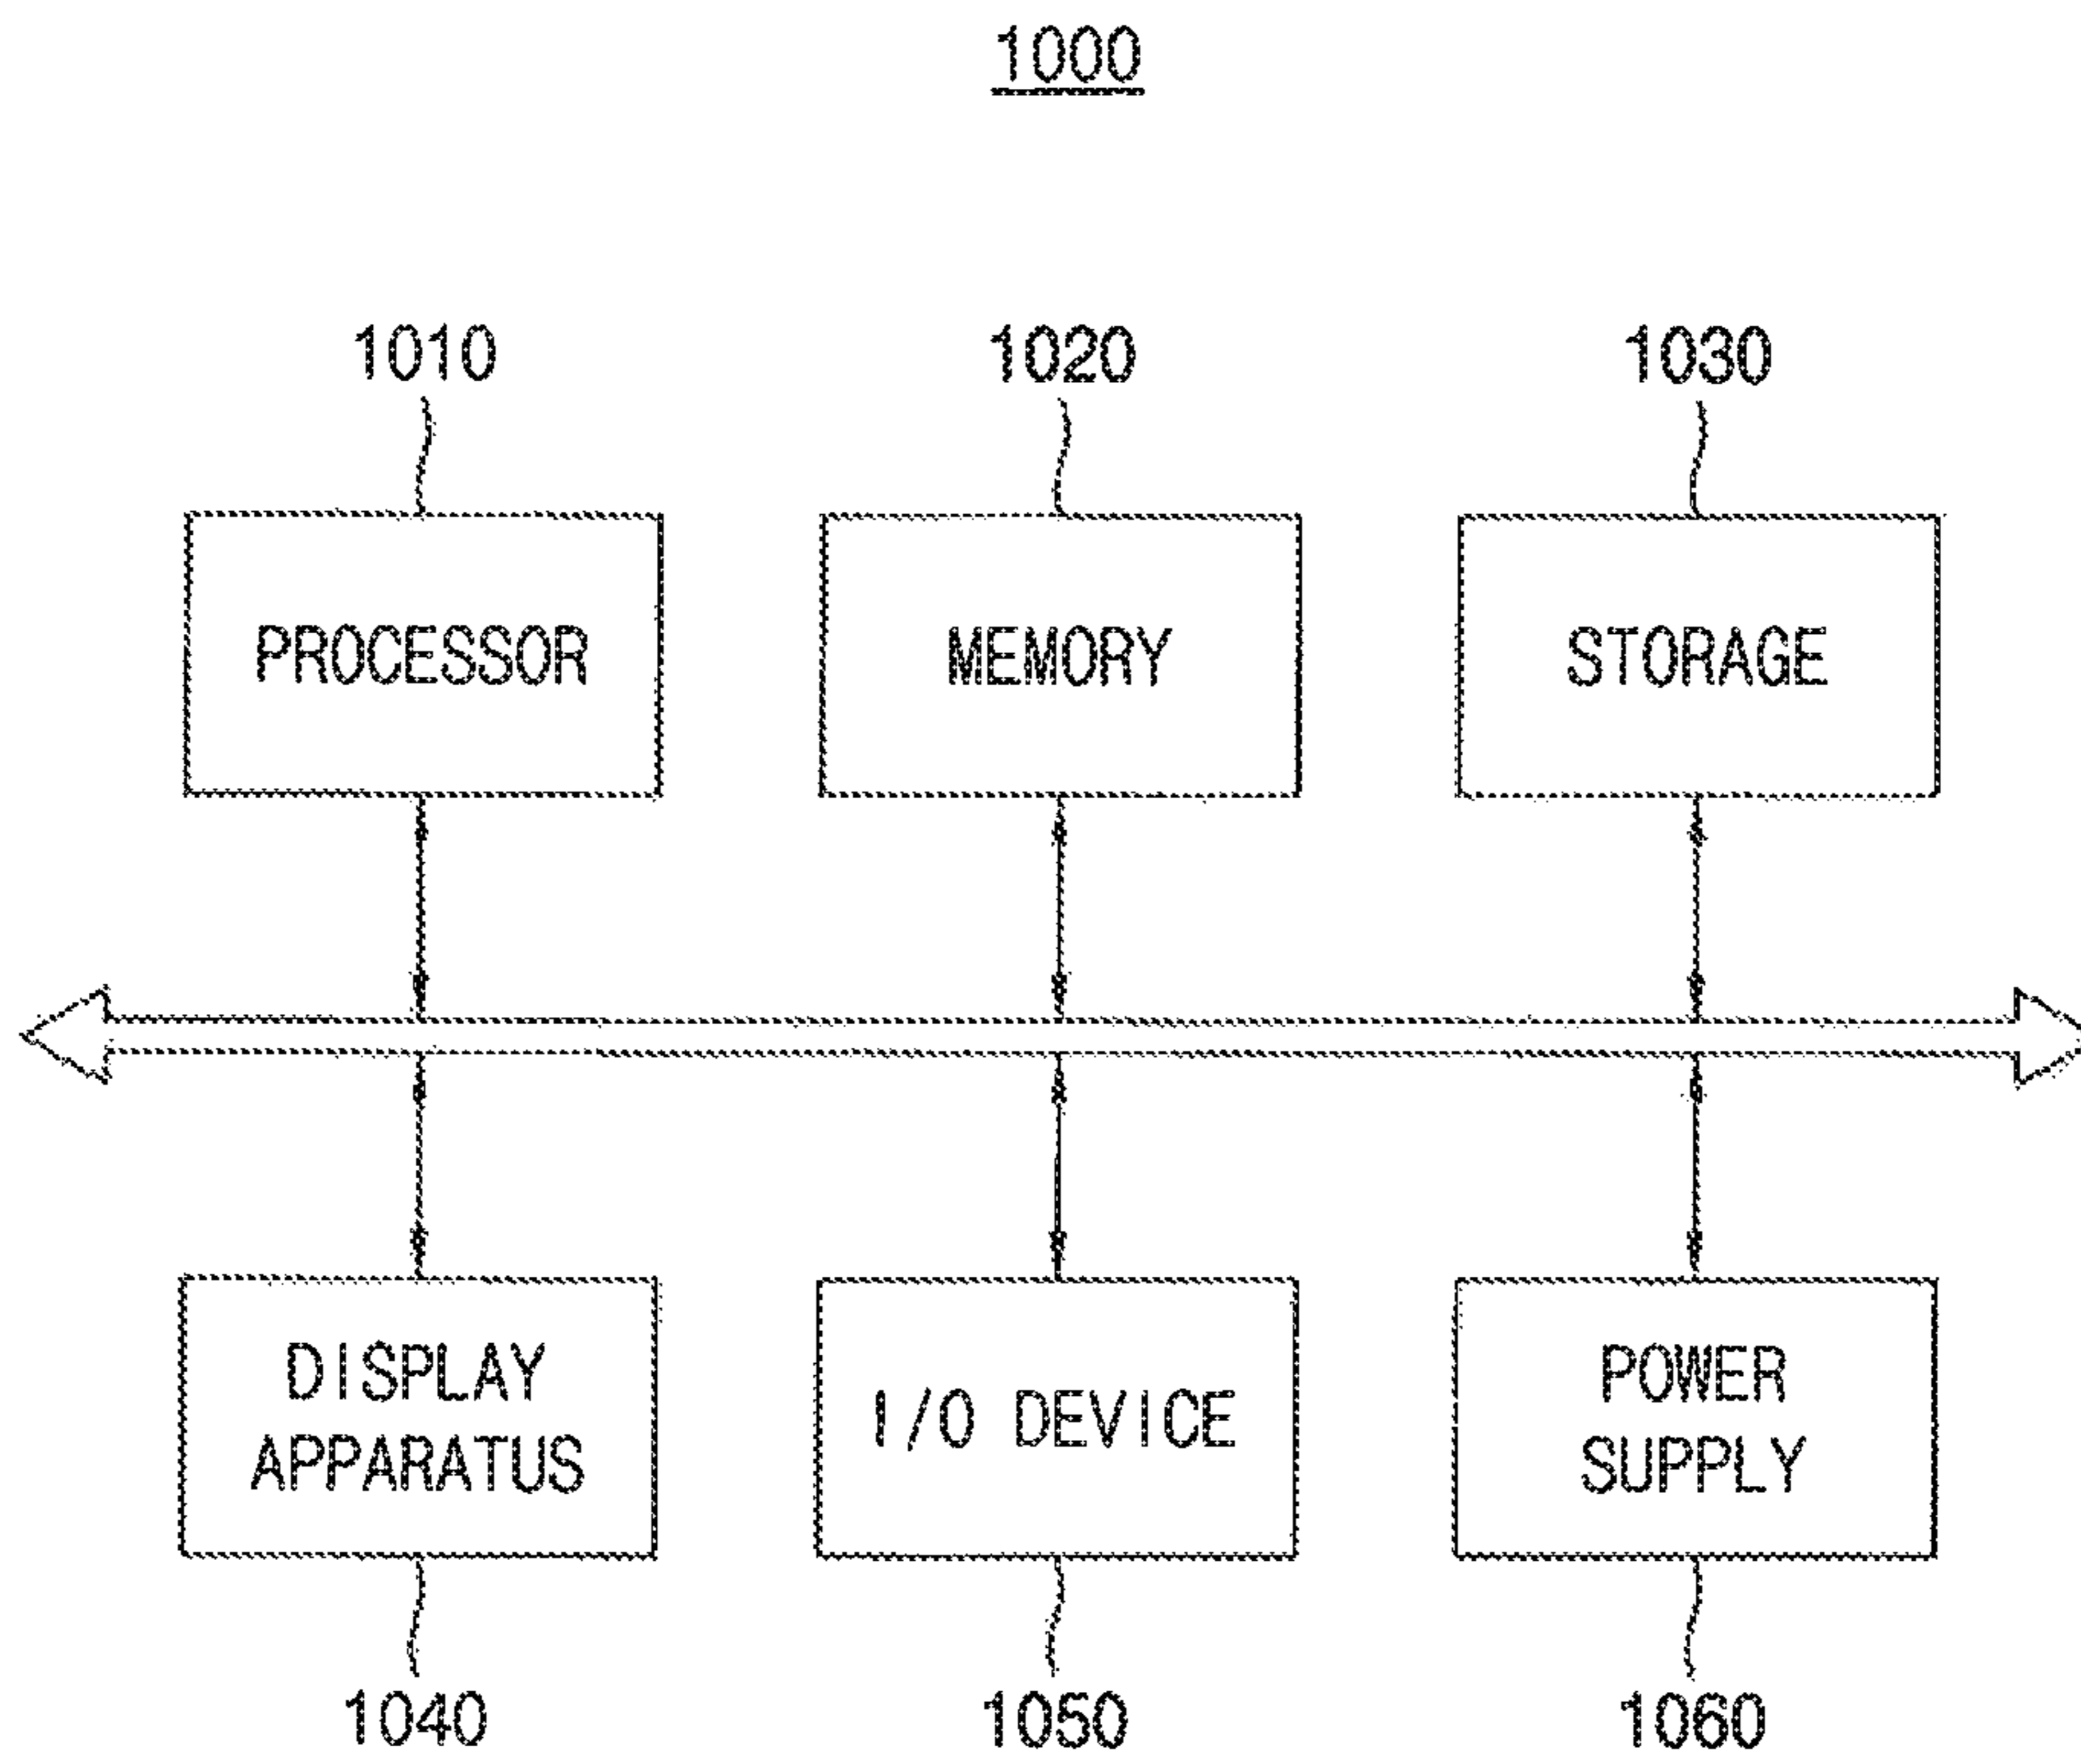 1000
1010
1020
1030
PROCESSOR
MEMORY
STORAGE
DISPLAY
APPARATUS
I/O DEVICE
POWER
SUPPLY
1040
1050
1060